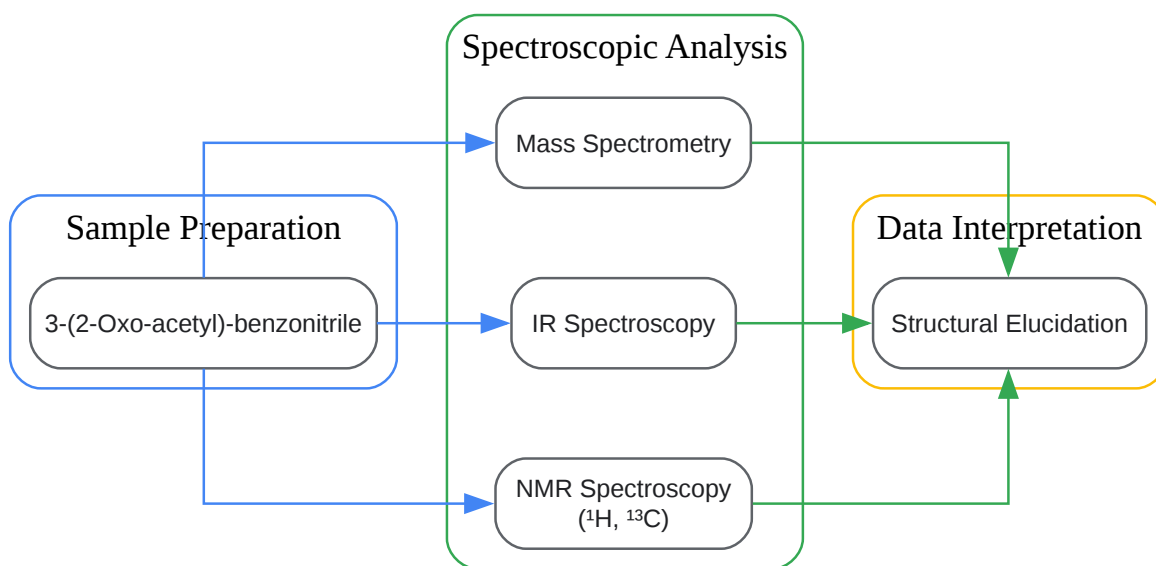 Spectroscopic Analysis
Mass Spectrometry
Sample Preparation
Data Interpretation
3-(2-Oxo-acetyl)-benzonitrile
IR Spectroscopy
Structural Elucidation
NMR Spectroscopy
(¹H, ¹³C)